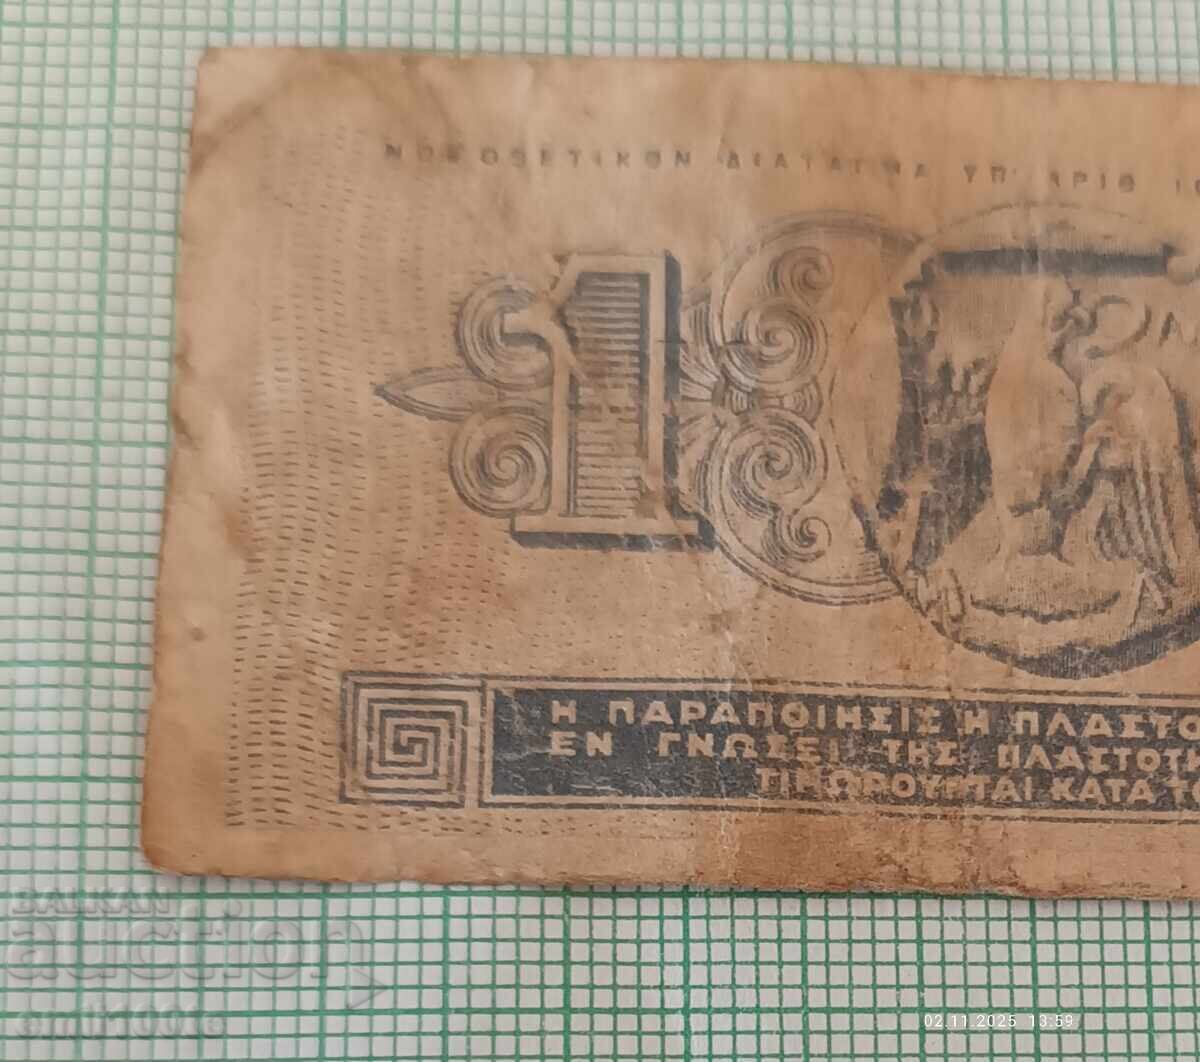 ΝΟΜΟΘΕΤΙΚΟΝ ΔΙΑΤΑΓΜΑ ΥΠ' ΑΡΙΘ
1
Η ΠΑΡΑΠΟΙΗΣΙΣ Η ΠΛΑΣΤΟ
ΕΝ ΓΝΩΣΕΙ ΤΗΣ ΠΛΑΣΤΟΤΗ
ΤΙΜΩΡΟΥΝΤΑΙ ΚΑΤΑ ΤΟ
BALKAN
auction
emil100te
02.11.2025 13:59